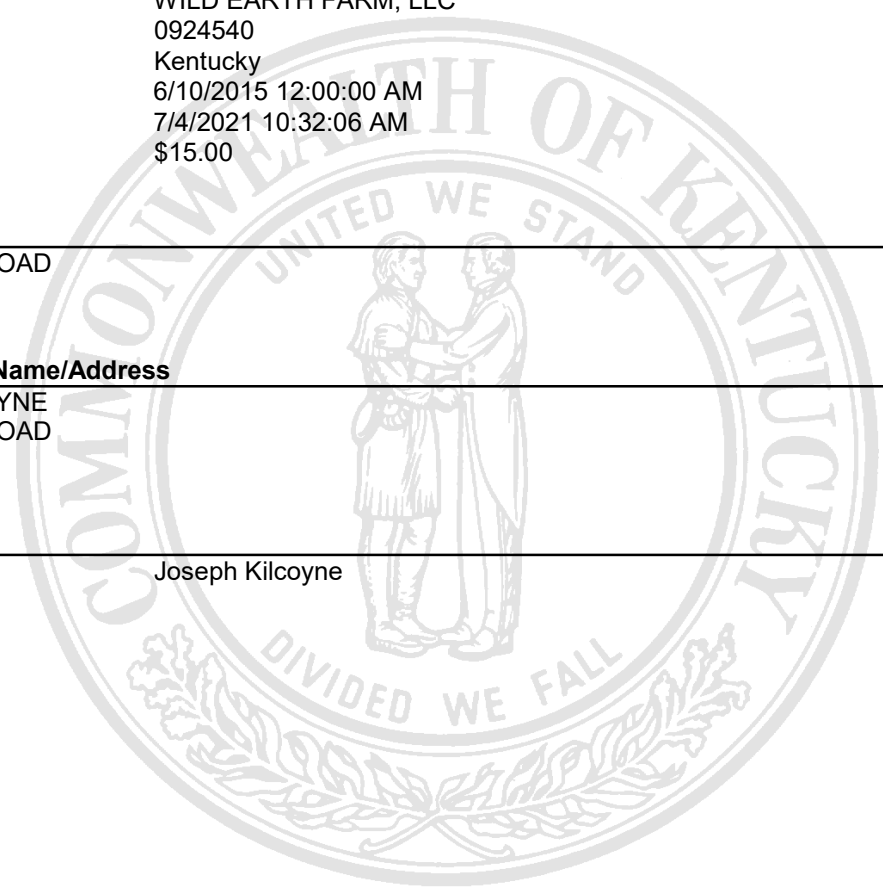 WILD EARTH FARM, LLC
0924540
Kentucky
6/10/2015 12:00:00 AM
7/4/2021 10:32:06 AM
$15.00
OAD
Name/Address
YNE
OAD
Joseph Kilcoyne
COMMONWEALTH OF KENTUCKY
UNITED WE STAND
DIVIDED WE FALL